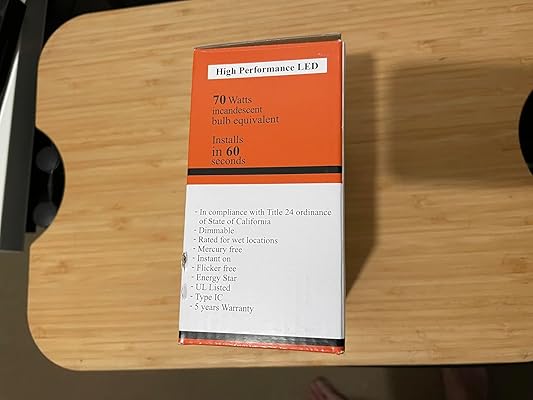 High Performance LED
70 Watts
incandescent
bulb equivalent
Installs
in 60
seconds
- In compliance with Title 24 ordinance
of State of California
- Dimmable
- Rated for wet locations
- Mercury free
- Instant on
- Flicker free
- Energy Star
- UL Listed
- Type IC
- 5 years Warranty